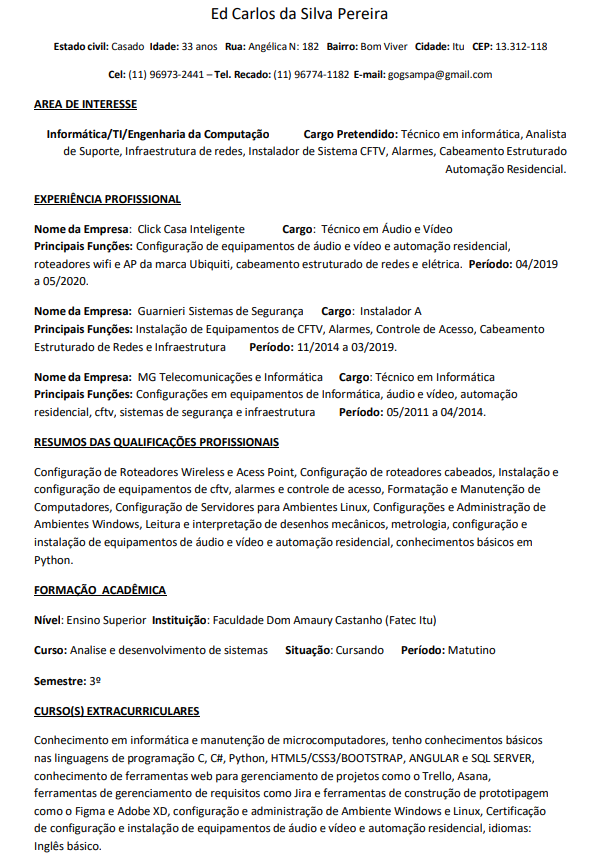 Ed Carlos da Silva Pereira
Estado civil: Casado Idade: 33 anos Rua: Angélica N: 182 Bairro: Bom Viver Cidade: Itu CEP: 13.312-118
Cel: (11) 96973-2441 – Tel. Recado: (11) 96774-1182 E-mail: gogsampa@gmail.com
AREA DE INTERESSE
Informática/TI/Engenharia da Computação Cargo Pretendido: Técnico em informática, Analista
de Suporte, Infraestrutura de redes, Instalador de Sistema CFTV, Alarmes, Cabeamento Estruturado
Automação Residencial.
EXPERIÊNCIA PROFISSIONAL
Nome da Empresa: Click Casa Inteligente Cargo: Técnico em Áudio e Vídeo
Principais Funções: Configuração de equipamentos de áudio e vídeo e automação residencial,
roteadores wifi e AP da marca Ubiquiti, cabeamento estruturado de redes e elétrica. Período: 04/2019
a 05/2020.
Nome da Empresa: Guarnieri Sistemas de Segurança Cargo: Instalador A
Principais Funções: Instalação de Equipamentos de CFTV, Alarmes, Controle de Acesso, Cabeamento
Estruturado de Redes e Infraestrutura Período: 11/2014 a 03/2019.
Nome da Empresa: MG Telecomunicações e Informática Cargo: Técnico em Informática
Principais Funções: Configurações em equipamentos de Informática, áudio e vídeo, automação
residencial, cftv, sistemas de segurança e infraestrutura Período: 05/2011 a 04/2014.
RESUMOS DAS QUALIFICAÇÕES PROFISSIONAIS
Configuração de Roteadores Wireless e Acess Point, Configuração de roteadores cabeados, Instalação e
configuração de equipamentos de cftv, alarmes e controle de acesso, Formatação e Manutenção de
Computadores, Configuração de Servidores para Ambientes Linux, Configurações e Administração de
Ambientes Windows, Leitura e interpretação de desenhos mecânicos, metrologia, configuração e
instalação de equipamentos de áudio e vídeo e automação residencial, conhecimentos básicos em
Python.
FORMAÇÃO ACADÊMICA
Nível: Ensino Superior Instituição: Faculdade Dom Amaury Castanho (Fatec Itu)
Curso: Analise e desenvolvimento de sistemas Situação: Cursando Período: Matutino
Semestre: 3º
CURSO(S) EXTRACURRICULARES
Conhecimento em informática e manutenção de microcomputadores, tenho conhecimentos básicos
nas linguagens de programação C, C#, Python, HTML5/CSS3/BOOTSTRAP, ANGULAR e SQL SERVER,
conhecimento de ferramentas web para gerenciamento de projetos como o Trello, Asana,
ferramentas de gerenciamento de requisitos como Jira e ferramentas de construção de prototipagem
como o Figma e Adobe XD, configuração e administração de Ambiente Windows e Linux, Certificação
de configuração e instalação de equipamentos de áudio e vídeo e automação residencial, idiomas:
Inglês básico.